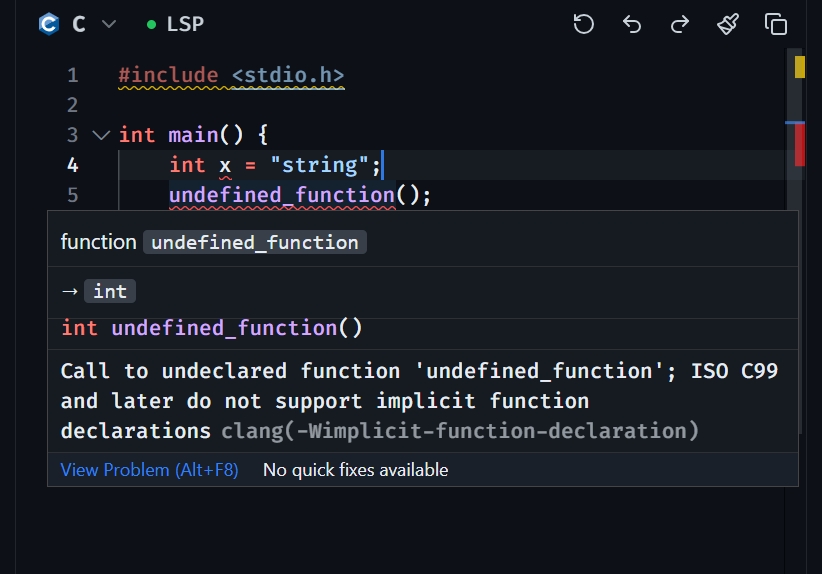 C LSP
1 #include <stdio.h>
2
3 int main() {
4 int x = "string";
5 undefined_function();
function undefined_function
→ int
int undefined_function()
Call to undeclared function 'undefined_function'; ISO C99
and later do not support implicit function
declarations clang(-Wimplicit-function-declaration)
View Problem (Alt+F8) No quick fixes available